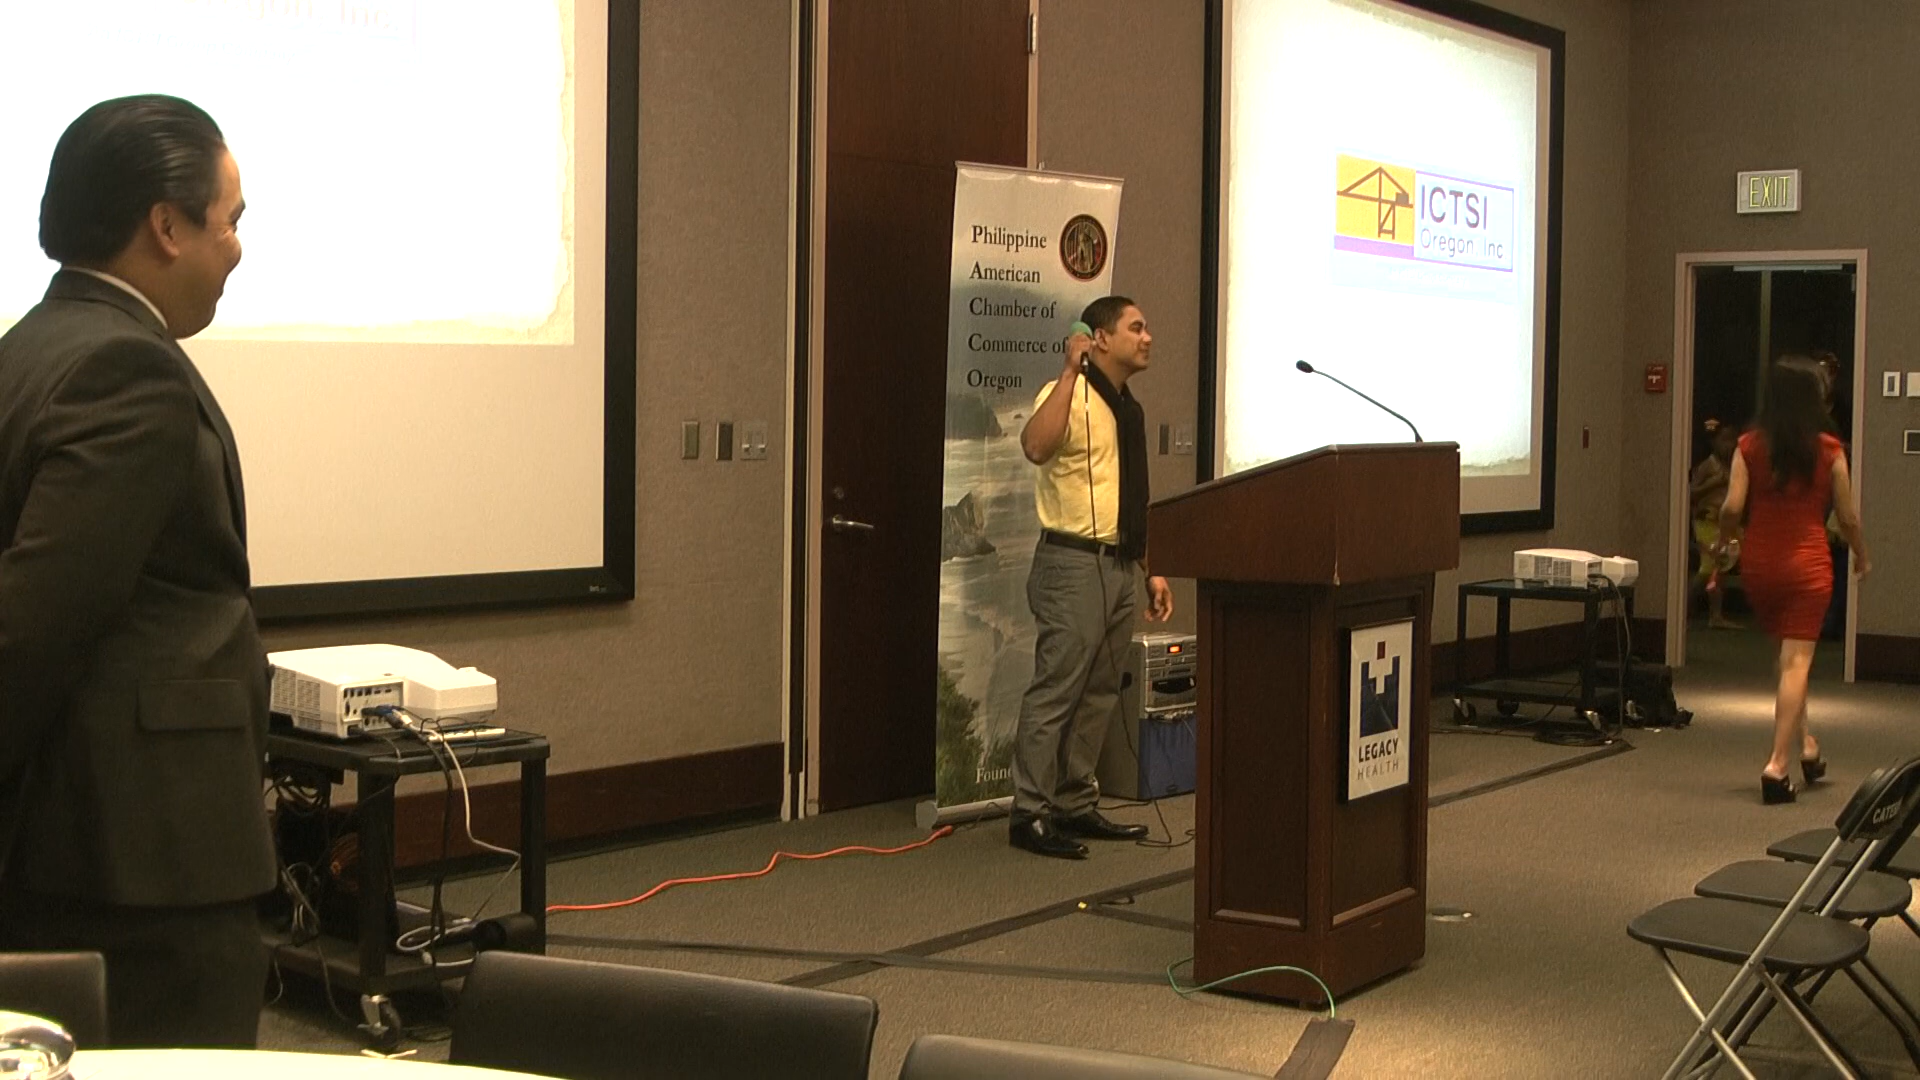 Philippine
American
Chamber of
Commerce of
Oregon
ICTSI
Oregon, Inc
EXIT
LEGACY
HEALTH